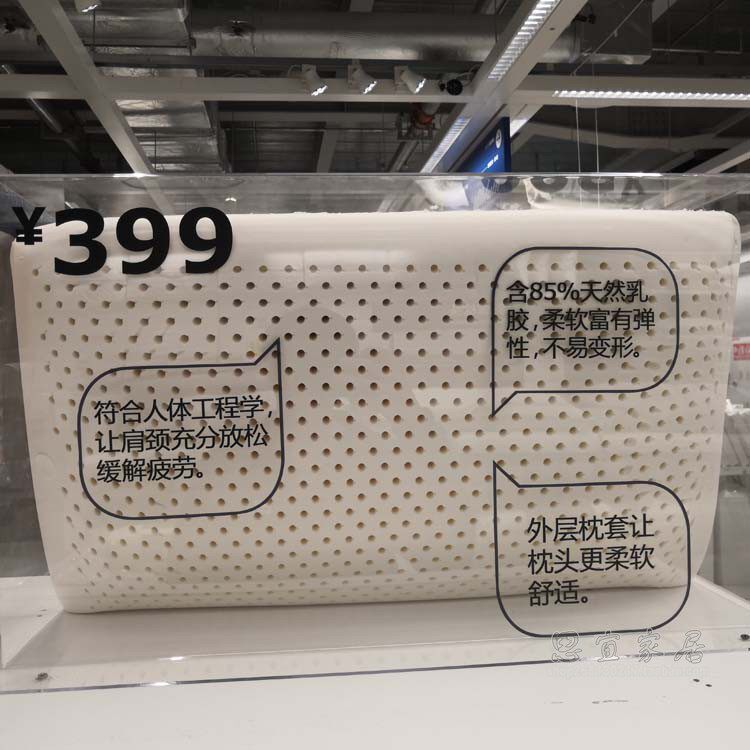 ¥399
含85%天然乳
胶,柔软富有弹
性,不易变形。
符合人体工程学,
让肩颈充分放松
缓解疲劳。
外层枕套让
枕头更柔软
舒适。
思宜家居